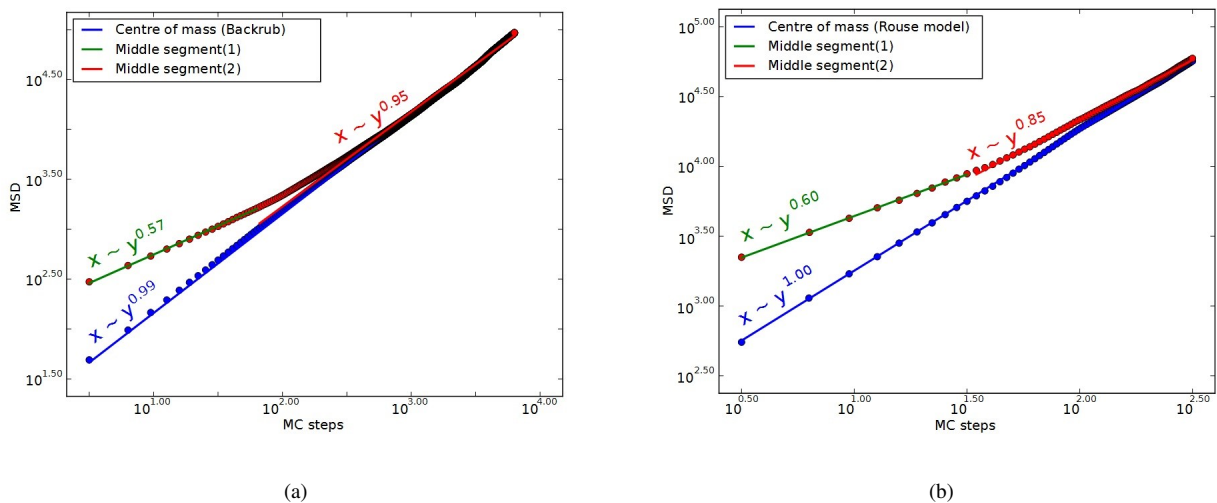 Centre of mass (Backrub)
Middle segment(1)
Middle segment(2)
10^4.50
10^3.50
10^2.50
10^1.50
MSD
x ~ y^0.95
x ~ y^0.57
x ~ y^0.99
10^1.00
10^2.00
10^3.00
10^4.00
MC steps
(a)
Centre of mass (Rouse model)
Middle segment(1)
Middle segment(2)
10^5.00
10^4.50
10^4.00
10^3.50
10^3.00
10^2.50
MSD
x ~ y^0.85
x ~ y^0.60
x ~ y^1.00
10^0.50
10^1.00
10^1.50
10^2.00
10^2.50
MC steps
(b)